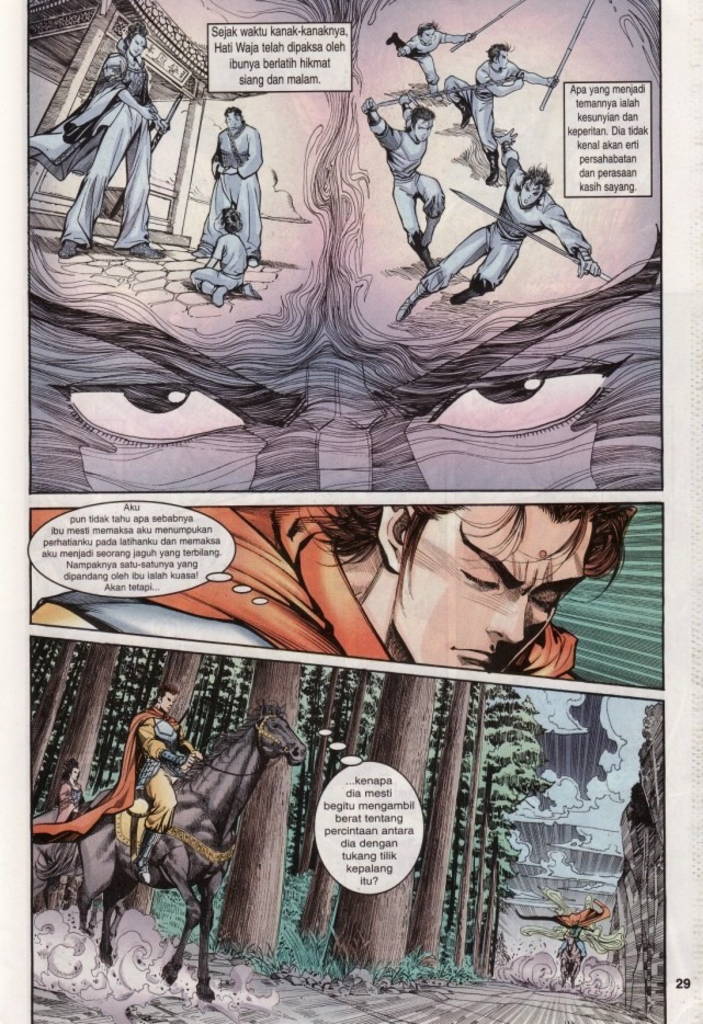 Sejak waktu kanak-kanaknya,
Hati Waja telah dipaksa oleh
ibunya berlatih hikmat
siang dan malam.
Apa yang menjadi
temannya ialah
kesunyian dan
keperitan. Dia tidak
kenal akan erti
persahabatan
dan perasaan
kasih sayang.
Aku
pun tidak tahu apa sebabnya
ibu mesti memaksa aku menumpukan
perhatianku pada latihanku dan memaksa
aku menjadi seorang jaguh yang terbilang.
Nampaknya satu-satunya yang
dipandang oleh ibu ialah kuasa!
Akan tetapi...
...kenapa
dia mesti
begitu mengambil
berat tentang
percintaan antara
dia dengan
tukang tilik
itu?
29